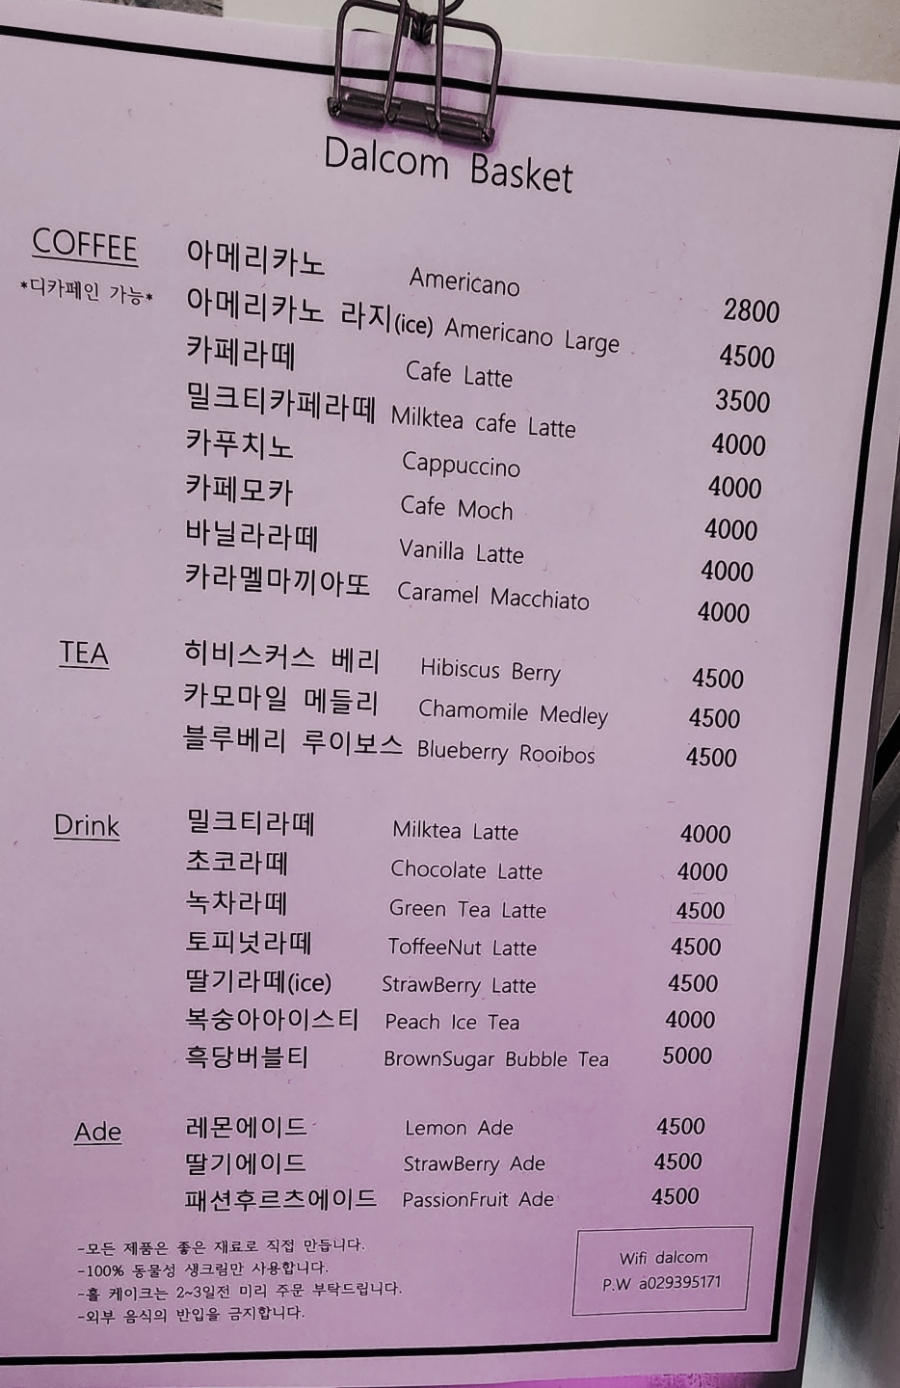 Dalcom Basket
COFFEE 아메리카노 Americano 2800
*디카페인 가능* 아메리카노 라지(ice) Americano Large 4500
카페라떼 Cafe Latte 3500
밀크티카페라떼 Milktea cafe Latte 4000
카푸치노 Cappuccino 4000
카페모카 Cafe Moch 4000
바닐라라떼 Vanilla Latte 4000
카라멜마끼아또 Caramel Macchiato 4000
TEA 히비스커스 베리 Hibiscus Berry 4500
카모마일 메들리 Chamomile Medley 4500
블루베리 루이보스 Blueberry Rooibos 4500
Drink 밀크티라떼 Milktea Latte 4000
초코라떼 Chocolate Latte 4000
녹차라떼 Green Tea Latte 4500
토피넛라떼 ToffeeNut Latte 4500
딸기라떼(ice) StrawBerry Latte 4500
복숭아아이스티 Peach Ice Tea 4000
흑당버블티 BrownSugar Bubble Tea 5000
Ade 레몬에이드 Lemon Ade 4500
딸기에이드 StrawBerry Ade 4500
패션후르츠에이드 PassionFruit Ade 4500
-모든 제품은 좋은 재료로 직접 만듭니다.
-100% 동물성 생크림만 사용합니다.
-홀 케이크는 2~3일전 미리 주문 부탁드립니다.
-외부 음식의 반입을 금지합니다.
Wifi dalcom
P.W a029395171